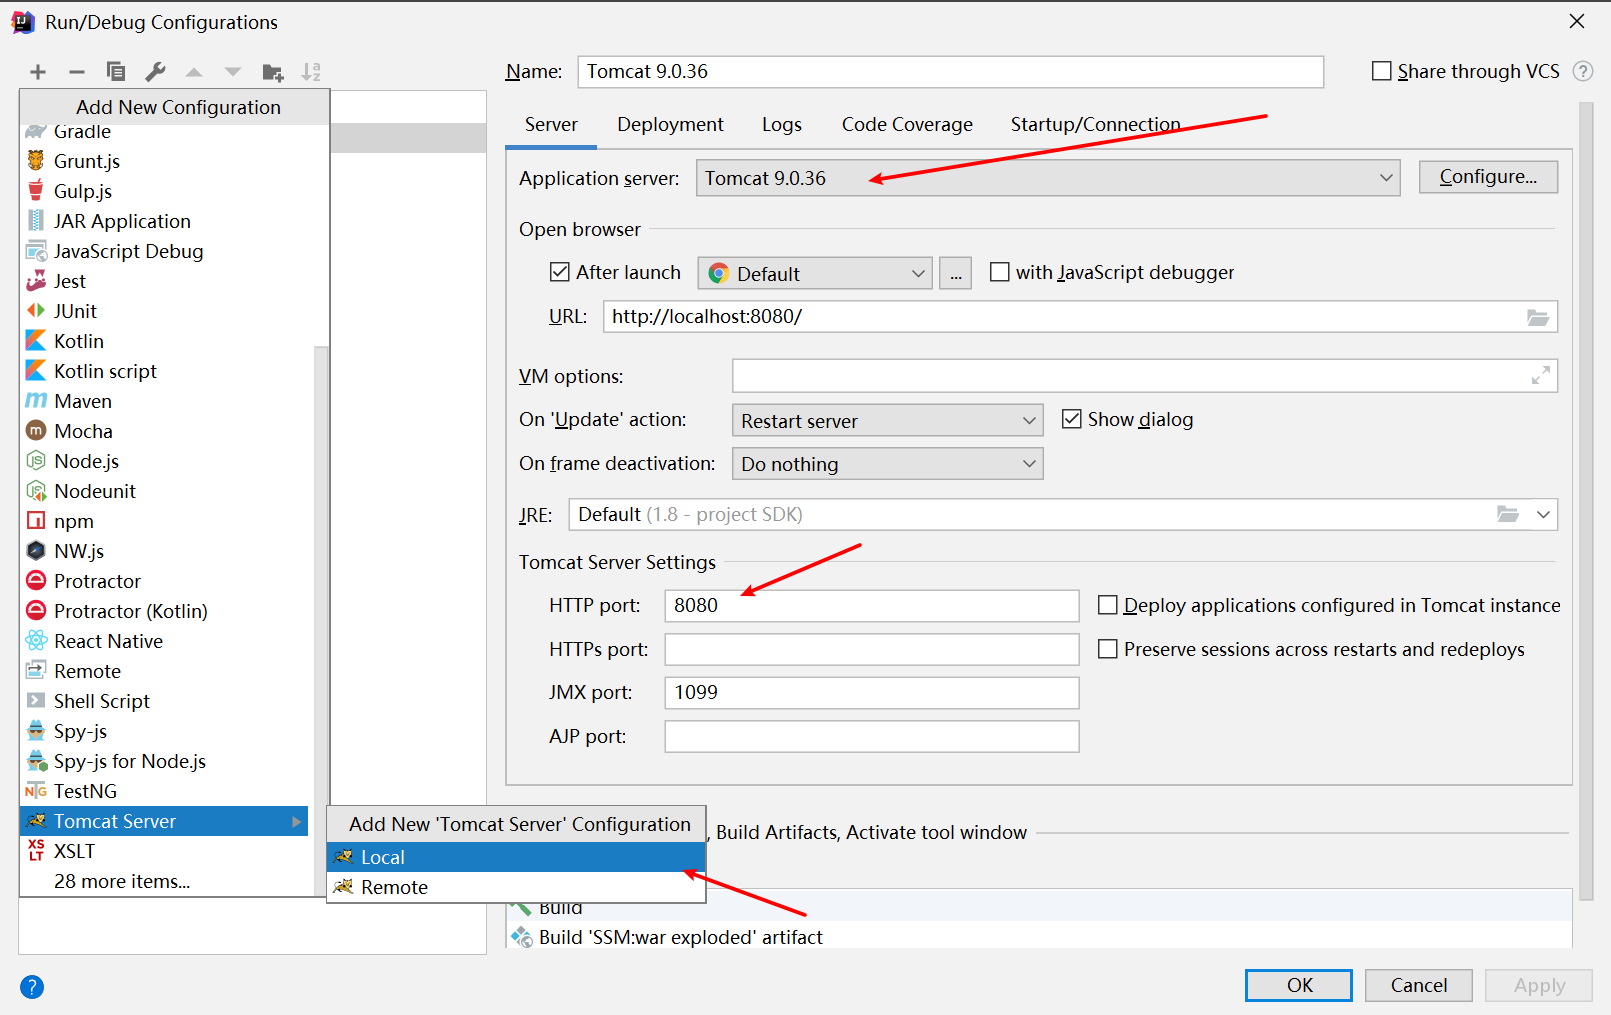 Run/Debug Configurations
Add New Configuration
Gradle
Grunt.js
Gulp.js
JAR Application
JavaScript Debug
Jest
JUnit
Kotlin
Kotlin script
Maven
Mocha
Node.js
Nodeunit
npm
NW.js
Protractor
Protractor (Kotlin)
React Native
Remote
Shell Script
Spy-js
Spy-js for Node.js
TestNG
Tomcat Server
XSLT
28 more items...
Add New 'Tomcat Server' Configuration
Local
Remote
Name: Tomcat 9.0.36 Share through VCS
Server Deployment Logs Code Coverage Startup/Connection
Application server: Tomcat 9.0.36 Configure...
Open browser
After launch Default ... with JavaScript debugger
URL: http://localhost:8080/
VM options:
On 'Update' action: Restart server Show dialog
On frame deactivation: Do nothing
JRE: Default (1.8 - project SDK)
Tomcat Server Settings
HTTP port: 8080 Deploy applications configured in Tomcat instance
HTTPs port: Preserve sessions across restarts and redeploys
JMX port: 1099
AJP port:
, Build Artifacts, Activate tool window
Build
Build 'SSM:war exploded' artifact
OK Cancel Apply